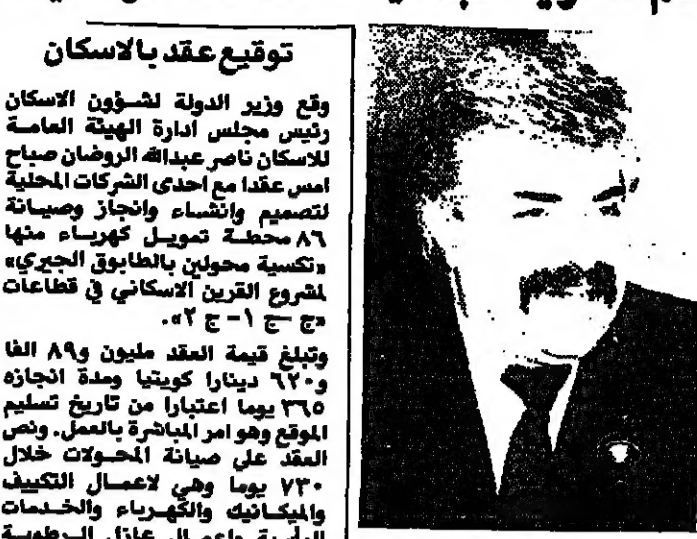 توقيع عقد بالاسكان
وقع وزير الدولة لشؤون الاسكان
رئيس مجلس ادارة الهيئة العامة
للاسكان ناصر عبدالله الروضان صباح
امس عقدا مع احدى الشركات المحلية
لتصميم وانشاء وانجاز وصيانة
٨٦ محطة تمويل كهرباء منها
«تكسية محولين بالطابوق الجيري»
لمشروع القرين الاسكاني في قطاعات
«ج – ج ١ – ج ٢».
وتبلغ قيمة العقد مليون و٨٩ الفا
و٦٢٠ دينارا كويتيا ومدة انجازه
٣٦٥ يوما اعتبارا من تاريخ تسليم
الموقع وهو امر المباشرة بالعمل. ونص
العقد على صيانة المحولات خلال
٧٣٠ يوما وهي لاعمال التكييف
والميكانيك والكهرباء والخدمات
واعمال عازل الرطوبة